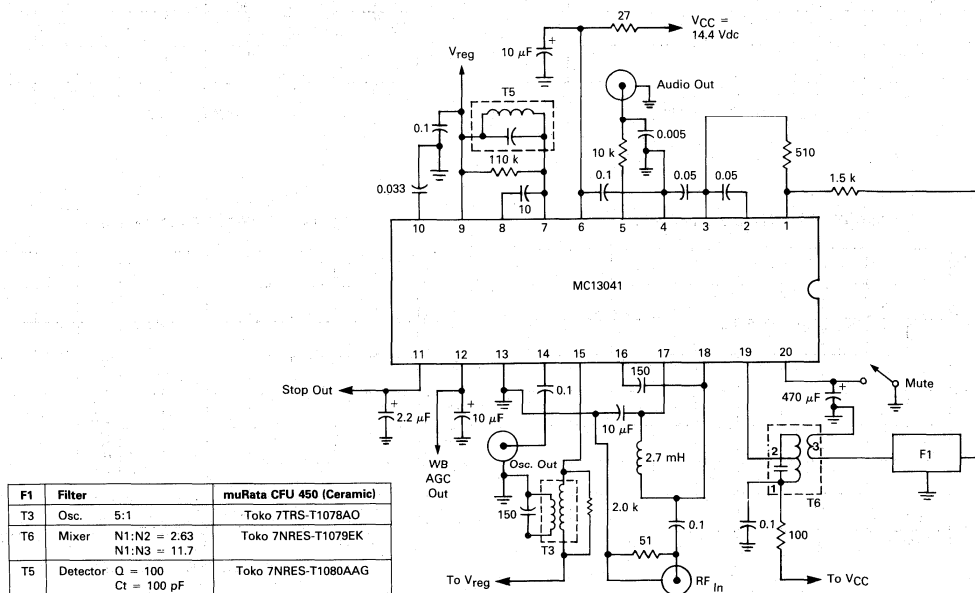 27
V_CC =
14.4 Vdc
10 μF
+
V_reg
Audio Out
T5
0.1
0.005
510
10 k
110 k
0.1
0.05
0.05
1.5 k
0.033
10
10
9
8
7
6
5
4
3
2
1
MC13041
11
12
13
14
15
16
17
18
19
20
Stop Out
+
2.2 μF
+
10 μF
0.1
150
10 μF
+
470 μF
Mute
WB
AGC
Out
Osc. Out
2.7 mH
2
3
1
T6
F1
150
T3
2.0 k
0.1
51
0.1
100
To V_reg
RF In
To V_CC
F1 Filter muRata CFU 450 (Ceramic)
T3 Osc. 5:1 Toko 7TRS-T1078AO
T6 Mixer N1:N2 = 2.63 Toko 7NRES-T1079EK
N1:N3 = 11.7
T5 Detector Q = 100 Toko 7NRES-T1080AAG
Ct = 100 pF